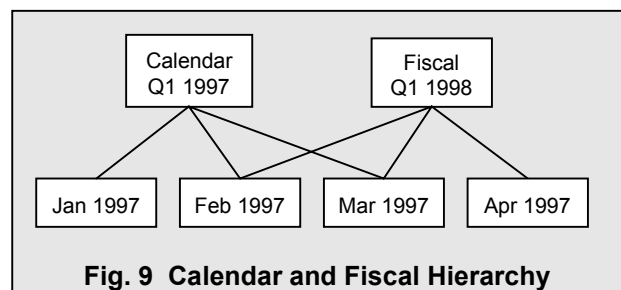 Calendar
Q1 1997
Fiscal
Q1 1998
Jan 1997
Feb 1997
Mar 1997
Apr 1997
Fig. 9 Calendar and Fiscal Hierarchy